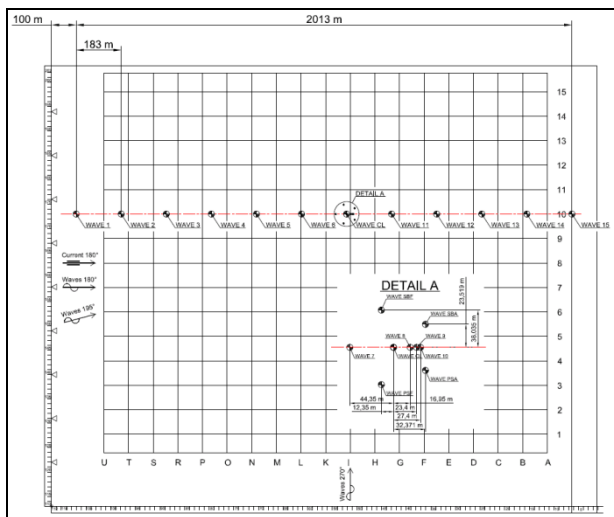 100 m
2013 m
183 m
15
14
13
12
DETAIL A
11
10
WAVE 1
WAVE 2
WAVE 3
WAVE 4
WAVE 5
WAVE 6
WAVE CL
WAVE 11
WAVE 12
WAVE 13
WAVE 14
WAVE 15
9
Current 180°
8
Waves 180°
7
DETAIL A
WAVE SBF
23,519 m
Waves 195°
6
WAVE SBA
38,035 m
5
WAVE 8
WAVE 9
4
WAVE 7
WAVE CL
WAVE 10
3
WAVE PSF
WAVE PSA
44,35 m
16,95 m
12,35 m
23,4 m
2
27,4 m
32,371 m
1
U T S R P O N M L K I H G F E D C B A
Waves 270°